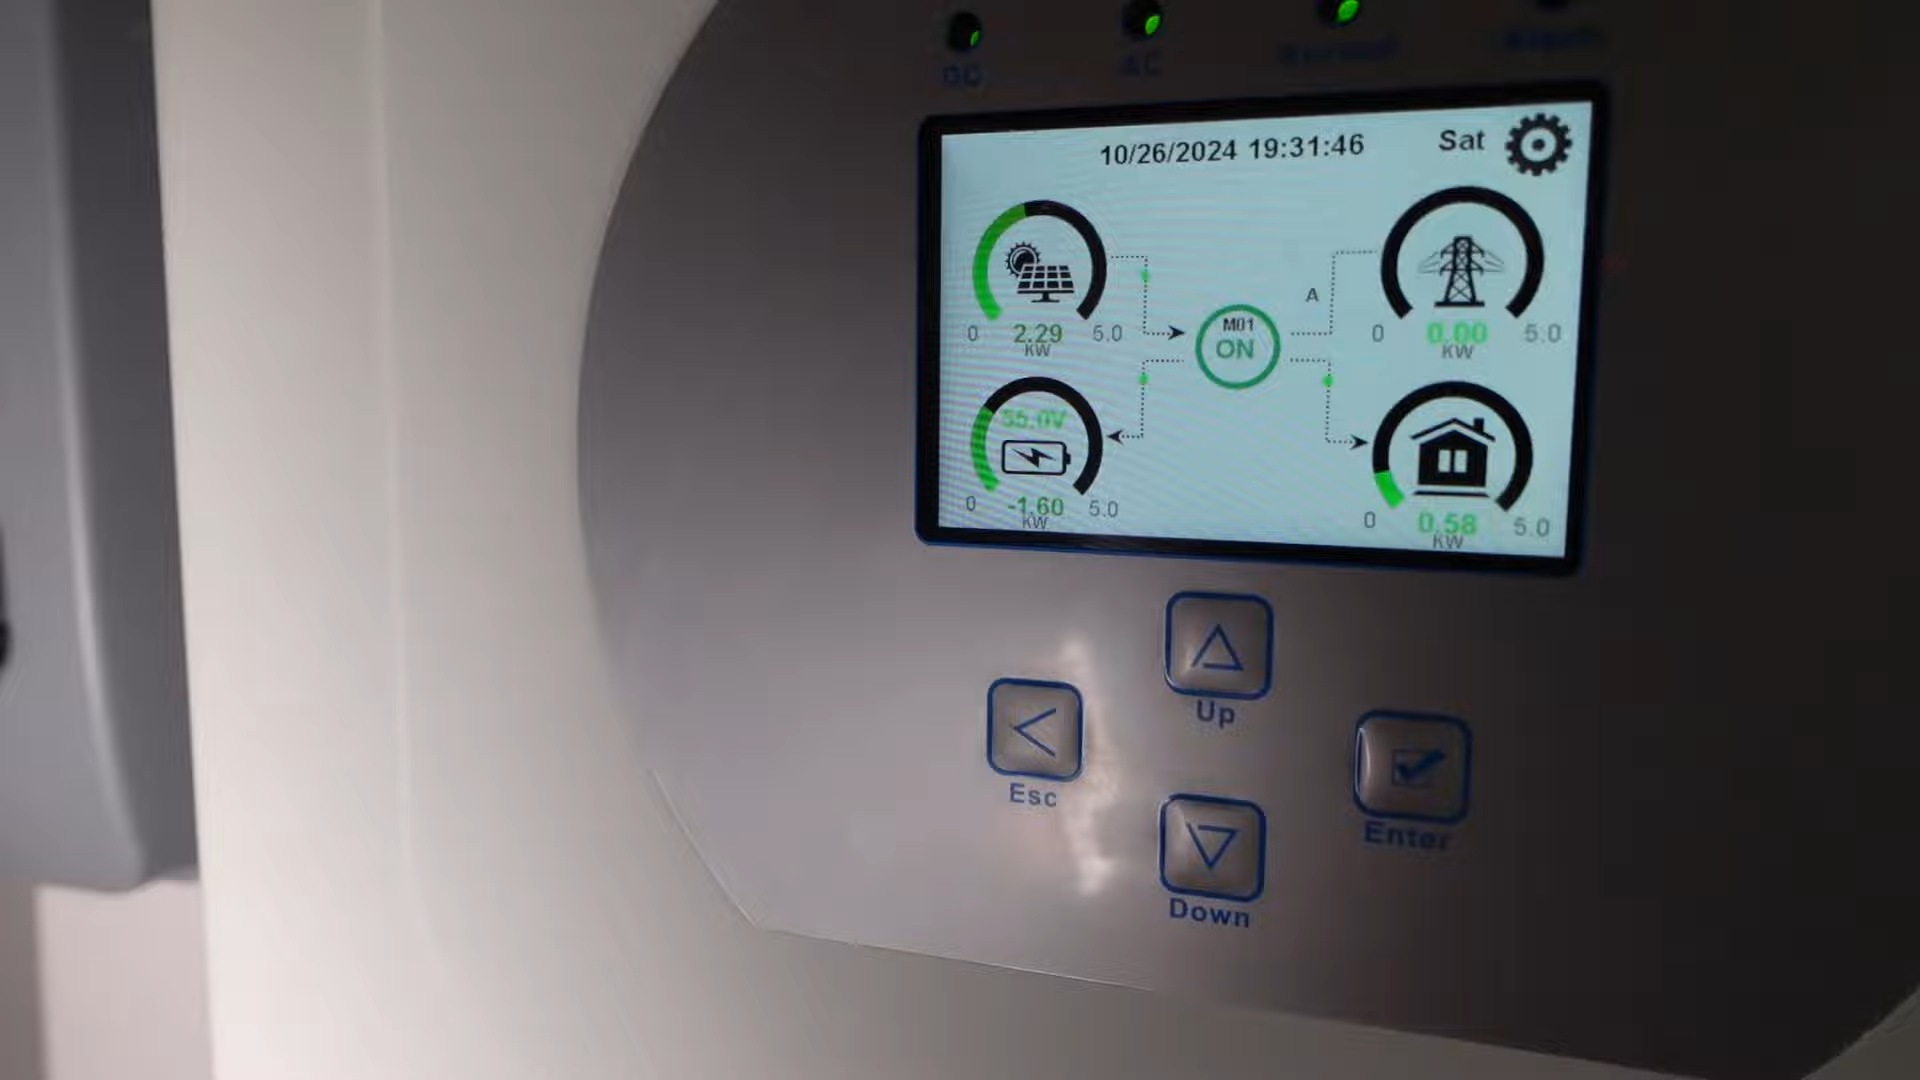 DC
AC
Normal
Alarm
10/26/2024 19:31:46 Sat
0 2.29 5.0
KW
M01
ON
A
0 0.00 5.0
KW
55.0V
0 -1.60 5.0
KW
0 0.58 5.0
KW
Up
Esc
Enter
Down